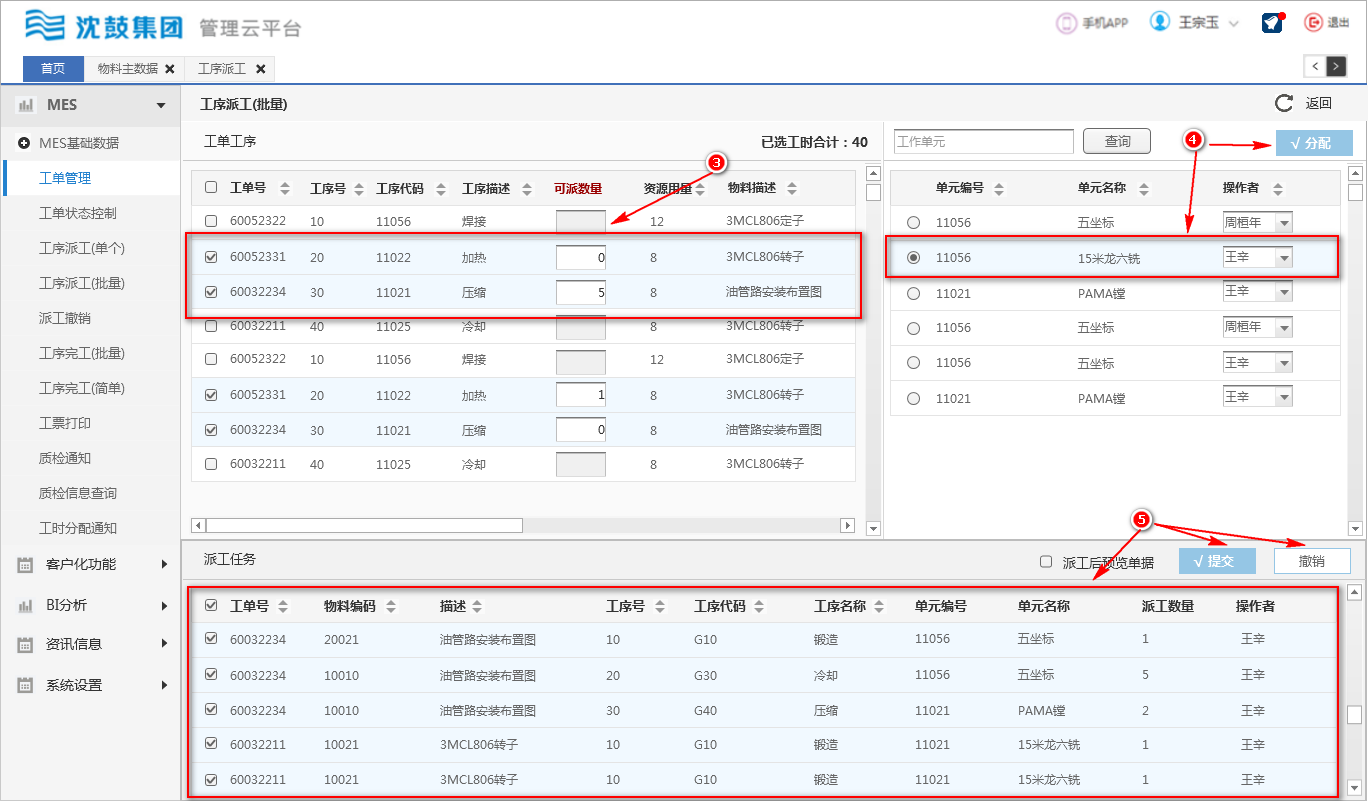 沈鼓集团 管理云平台 手机APP 王宗玉 退出
首页 物料主数据 工序派工
MES 工序派工(批量) 返回
MES基础数据
工单管理
工单状态控制
工序派工(单个)
工序派工(批量)
派工撤销
工序完工(批量)
工序完工(简单)
工票打印
质检通知
质检信息查询
工时分配通知
客户化功能
BI分析
资讯信息
系统设置
工单工序 已选工时合计：40
3
工单号 工序号 工序代码 工序描述 可派数量 资源用量 物料描述
60052322 10 11056 焊接 12 3MCL806定子
60052331 20 11022 加热 0 8 3MCL806转子
60032234 30 11021 压缩 5 8 油管路安装布置图
60032211 40 11025 冷却 8 3MCL806转子
60052322 10 11056 焊接 12 3MCL806定子
60052331 20 11022 加热 1 8 3MCL806转子
60032234 30 11021 压缩 0 8 油管路安装布置图
60032211 40 11025 冷却 8 3MCL806转子
工作单元 查询 4 √ 分配
单元编号 单元名称 操作者
11056 五坐标 周桓年
11056 15米龙六铣 王辛
11021 PAMA镗 王辛
11056 五坐标 周桓年
11056 五坐标 王辛
11021 PAMA镗 王辛
5
派工任务 派工后预览单据 √ 提交 撤销
工单号 物料编码 描述 工序号 工序代码 工序名称 单元编号 单元名称 派工数量 操作者
60032234 20021 油管路安装布置图 10 G10 锻造 11056 五坐标 1 王辛
60032234 10010 油管路安装布置图 20 G30 冷却 11056 五坐标 5 王辛
60032234 10010 油管路安装布置图 30 G40 压缩 11021 PAMA镗 2 王辛
60032211 10021 3MCL806转子 10 G10 锻造 11021 15米龙六铣 1 王辛
60032211 10021 3MCL806转子 10 G10 锻造 11021 15米龙六铣 1 王辛